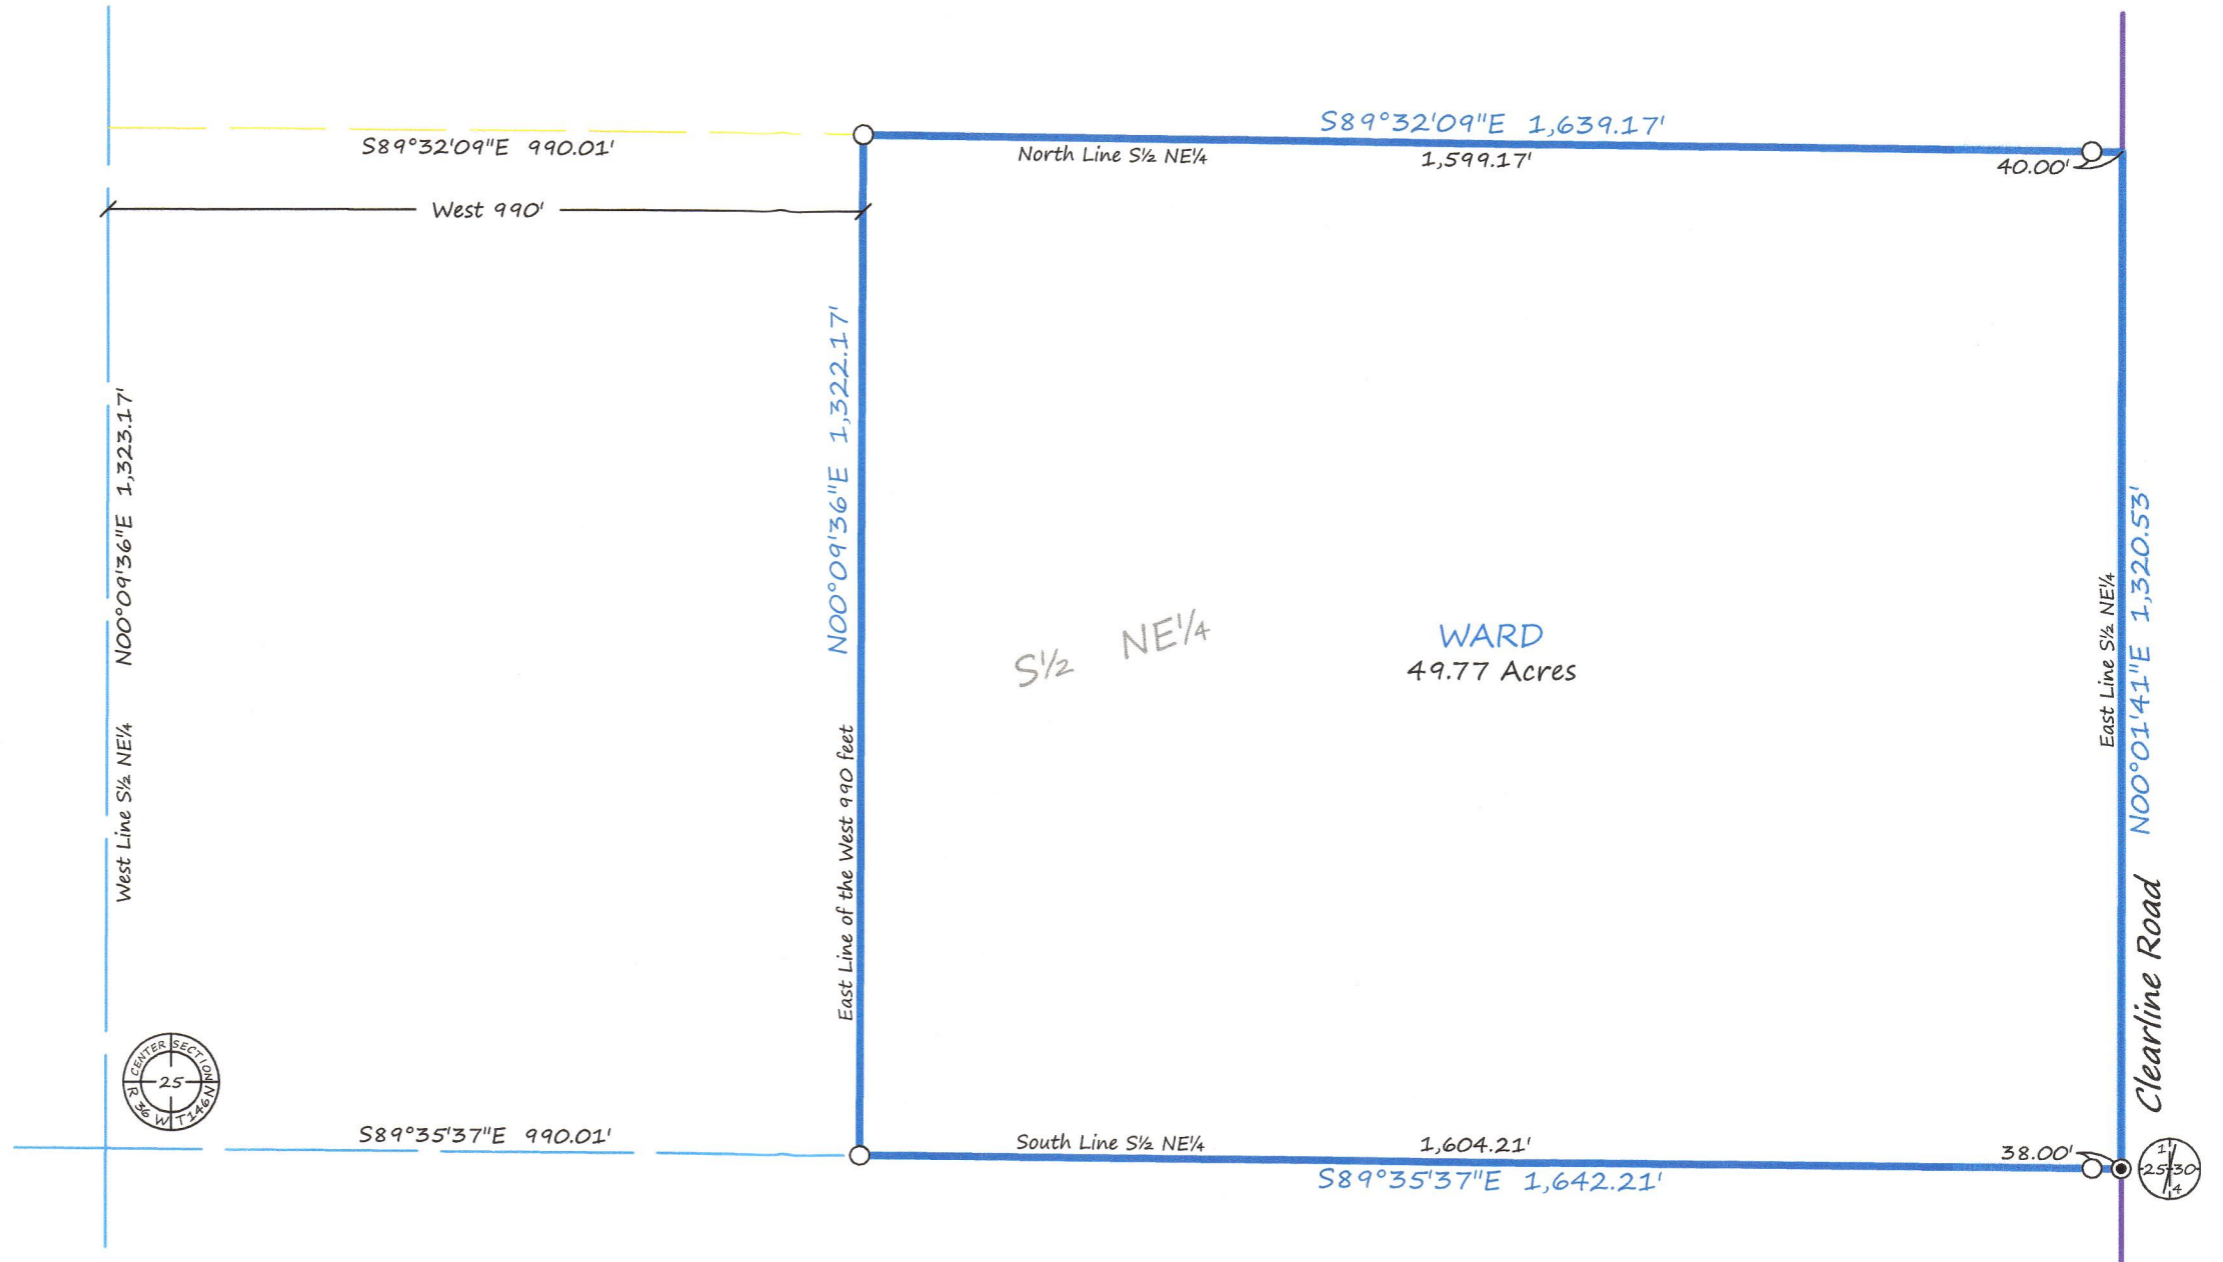 S89°32'09"E 1,639.17'
S89°32'09"E 990.01'
North Line S½ NE¼
1,599.17'
40.00'
West 990'
West Line S½ NE¼ N00°09'36"E 1,323.17'
N00°09'36"E 1,322.17'
East Line of the West 990 feet
S½ NE¼
WARD
49.77 Acres
East Line S½ NE¼
N00°01'41"E 1,320.53'
Clearline Road
CENTER SECTION
25
R 36 W T146N
S89°35'37"E 990.01'
South Line S½ NE¼
1,604.21'
38.00'
S89°35'37"E 1,642.21'
1
25 30
4